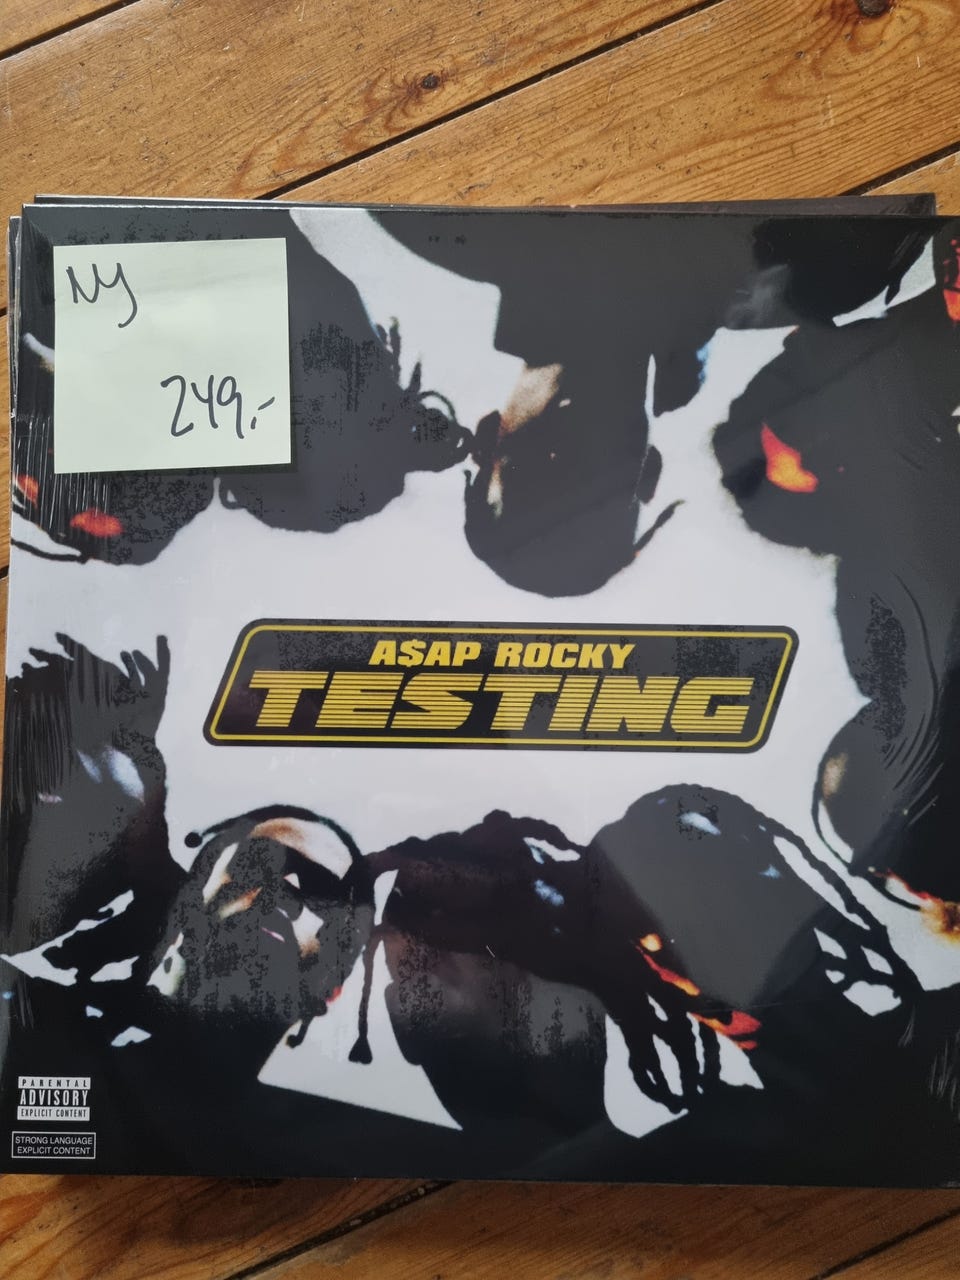 Ny
249,-
A$AP ROCKY
TESTING
PARENTAL
ADVISORY
EXPLICIT CONTENT
STRONG LANGUAGE
EXPLICIT CONTENT